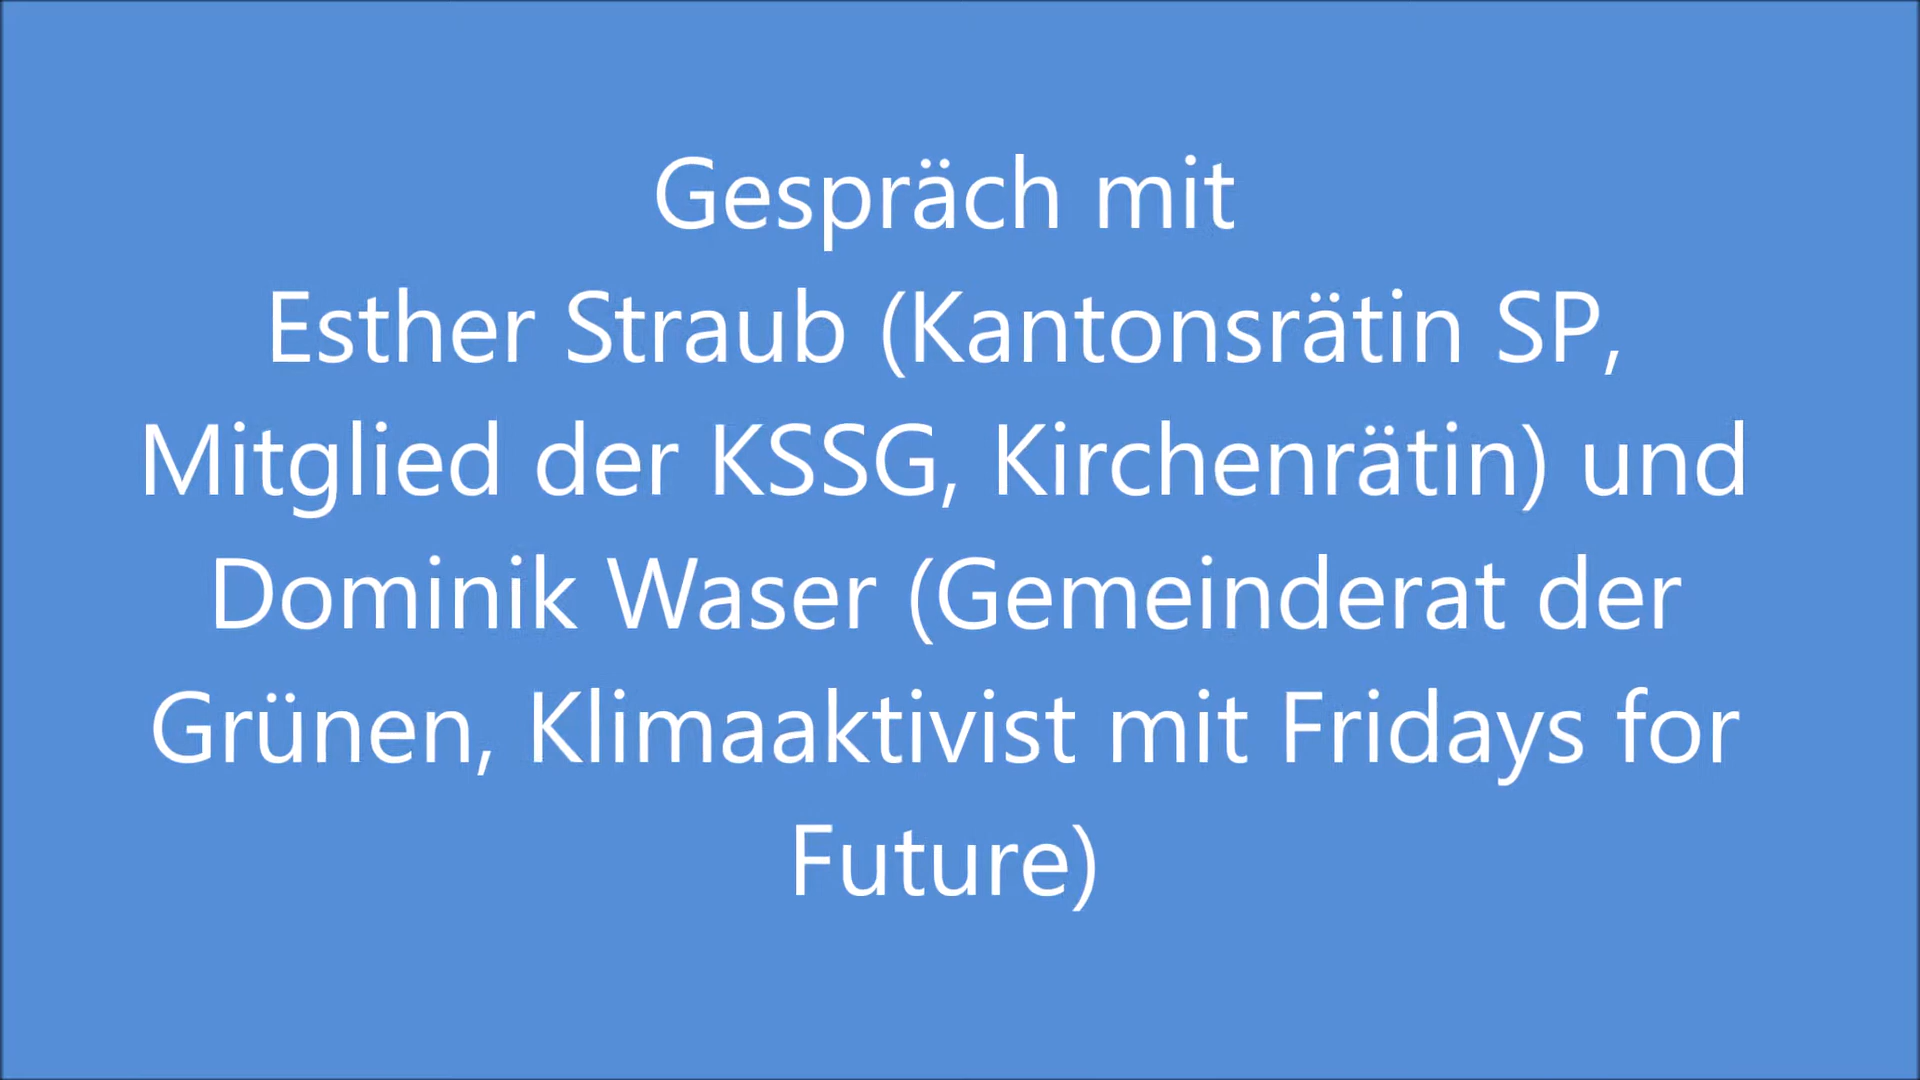 Gespräch mit
Esther Straub (Kantonsrätin SP,
Mitglied der KSSG, Kirchenrätin) und
Dominik Waser (Gemeinderat der
Grünen, Klimaaktivist mit Fridays for
Future)